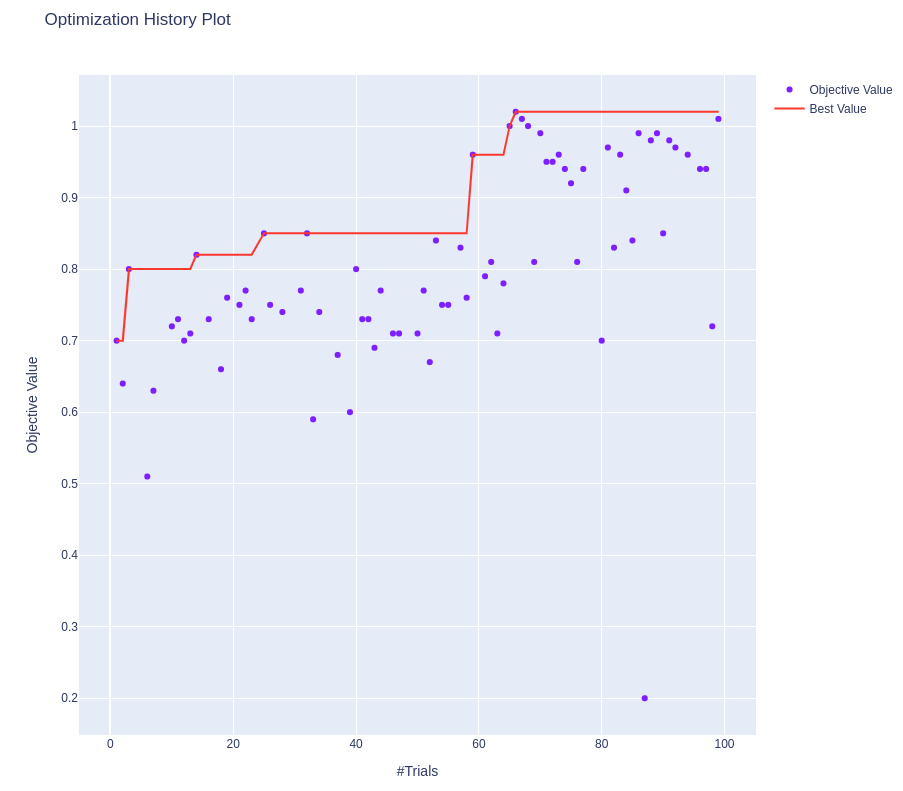 Optimization History Plot
Objective Value
Best Value
1
0.9
0.8
0.7
0.6
0.5
0.4
0.3
0.2
Objective Value
0 20 40 60 80 100
#Trials